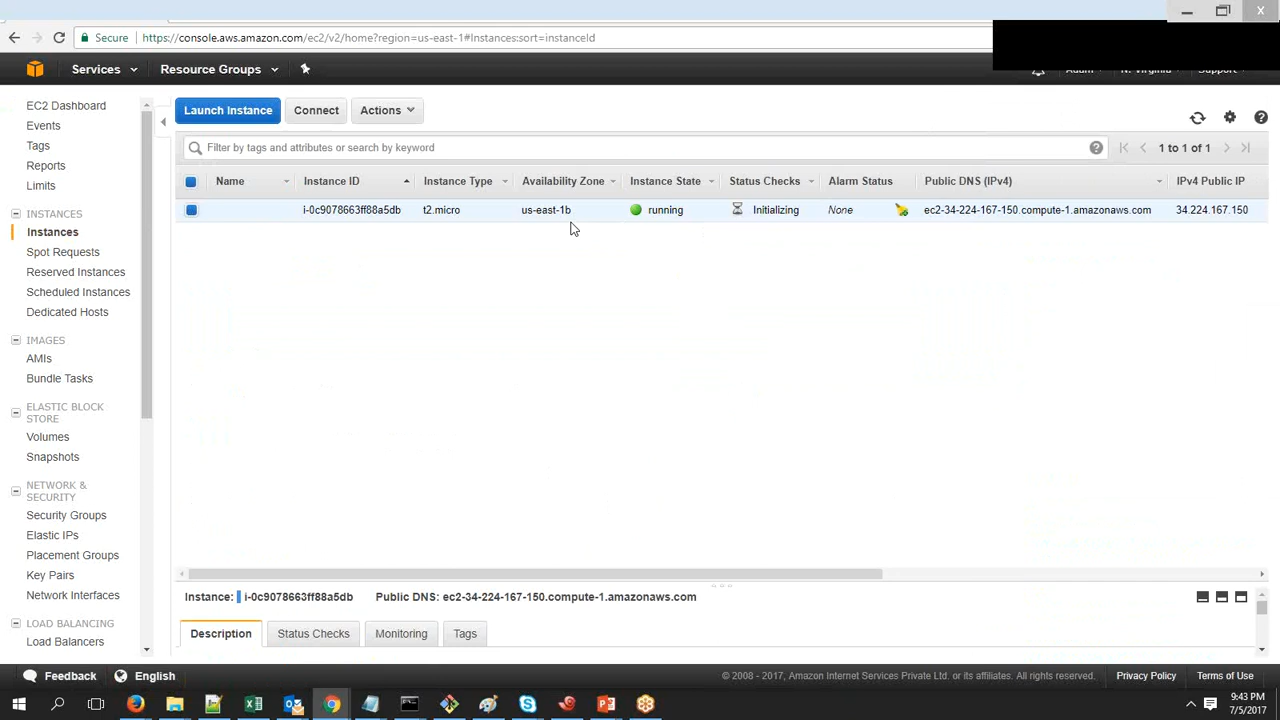 Secure https://console.aws.amazon.com/ec2/v2/home?region=us-east-1#Instances:sort=instanceId
Services Resource Groups Adam N. Virginia Support
EC2 Dashboard
Events
Tags
Reports
Limits
INSTANCES
Instances
Spot Requests
Reserved Instances
Scheduled Instances
Dedicated Hosts
IMAGES
AMIs
Bundle Tasks
ELASTIC BLOCK
STORE
Volumes
Snapshots
NETWORK &
SECURITY
Security Groups
Elastic IPs
Placement Groups
Key Pairs
Network Interfaces
LOAD BALANCING
Load Balancers
Launch Instance Connect Actions
Filter by tags and attributes or search by keyword 1 to 1 of 1
Name Instance ID Instance Type Availability Zone Instance State Status Checks Alarm Status Public DNS (IPv4) IPv4 Public IP
i-0c9078663ff88a5db t2.micro us-east-1b running Initializing None ec2-34-224-167-150.compute-1.amazonaws.com 34.224.167.150
Instance: i-0c9078663ff88a5db Public DNS: ec2-34-224-167-150.compute-1.amazonaws.com
Description Status Checks Monitoring Tags
Feedback English © 2008 - 2017, Amazon Internet Services Private Ltd. or its affiliates. All rights reserved. Privacy Policy Terms of Use
9:43 PM
7/5/2017